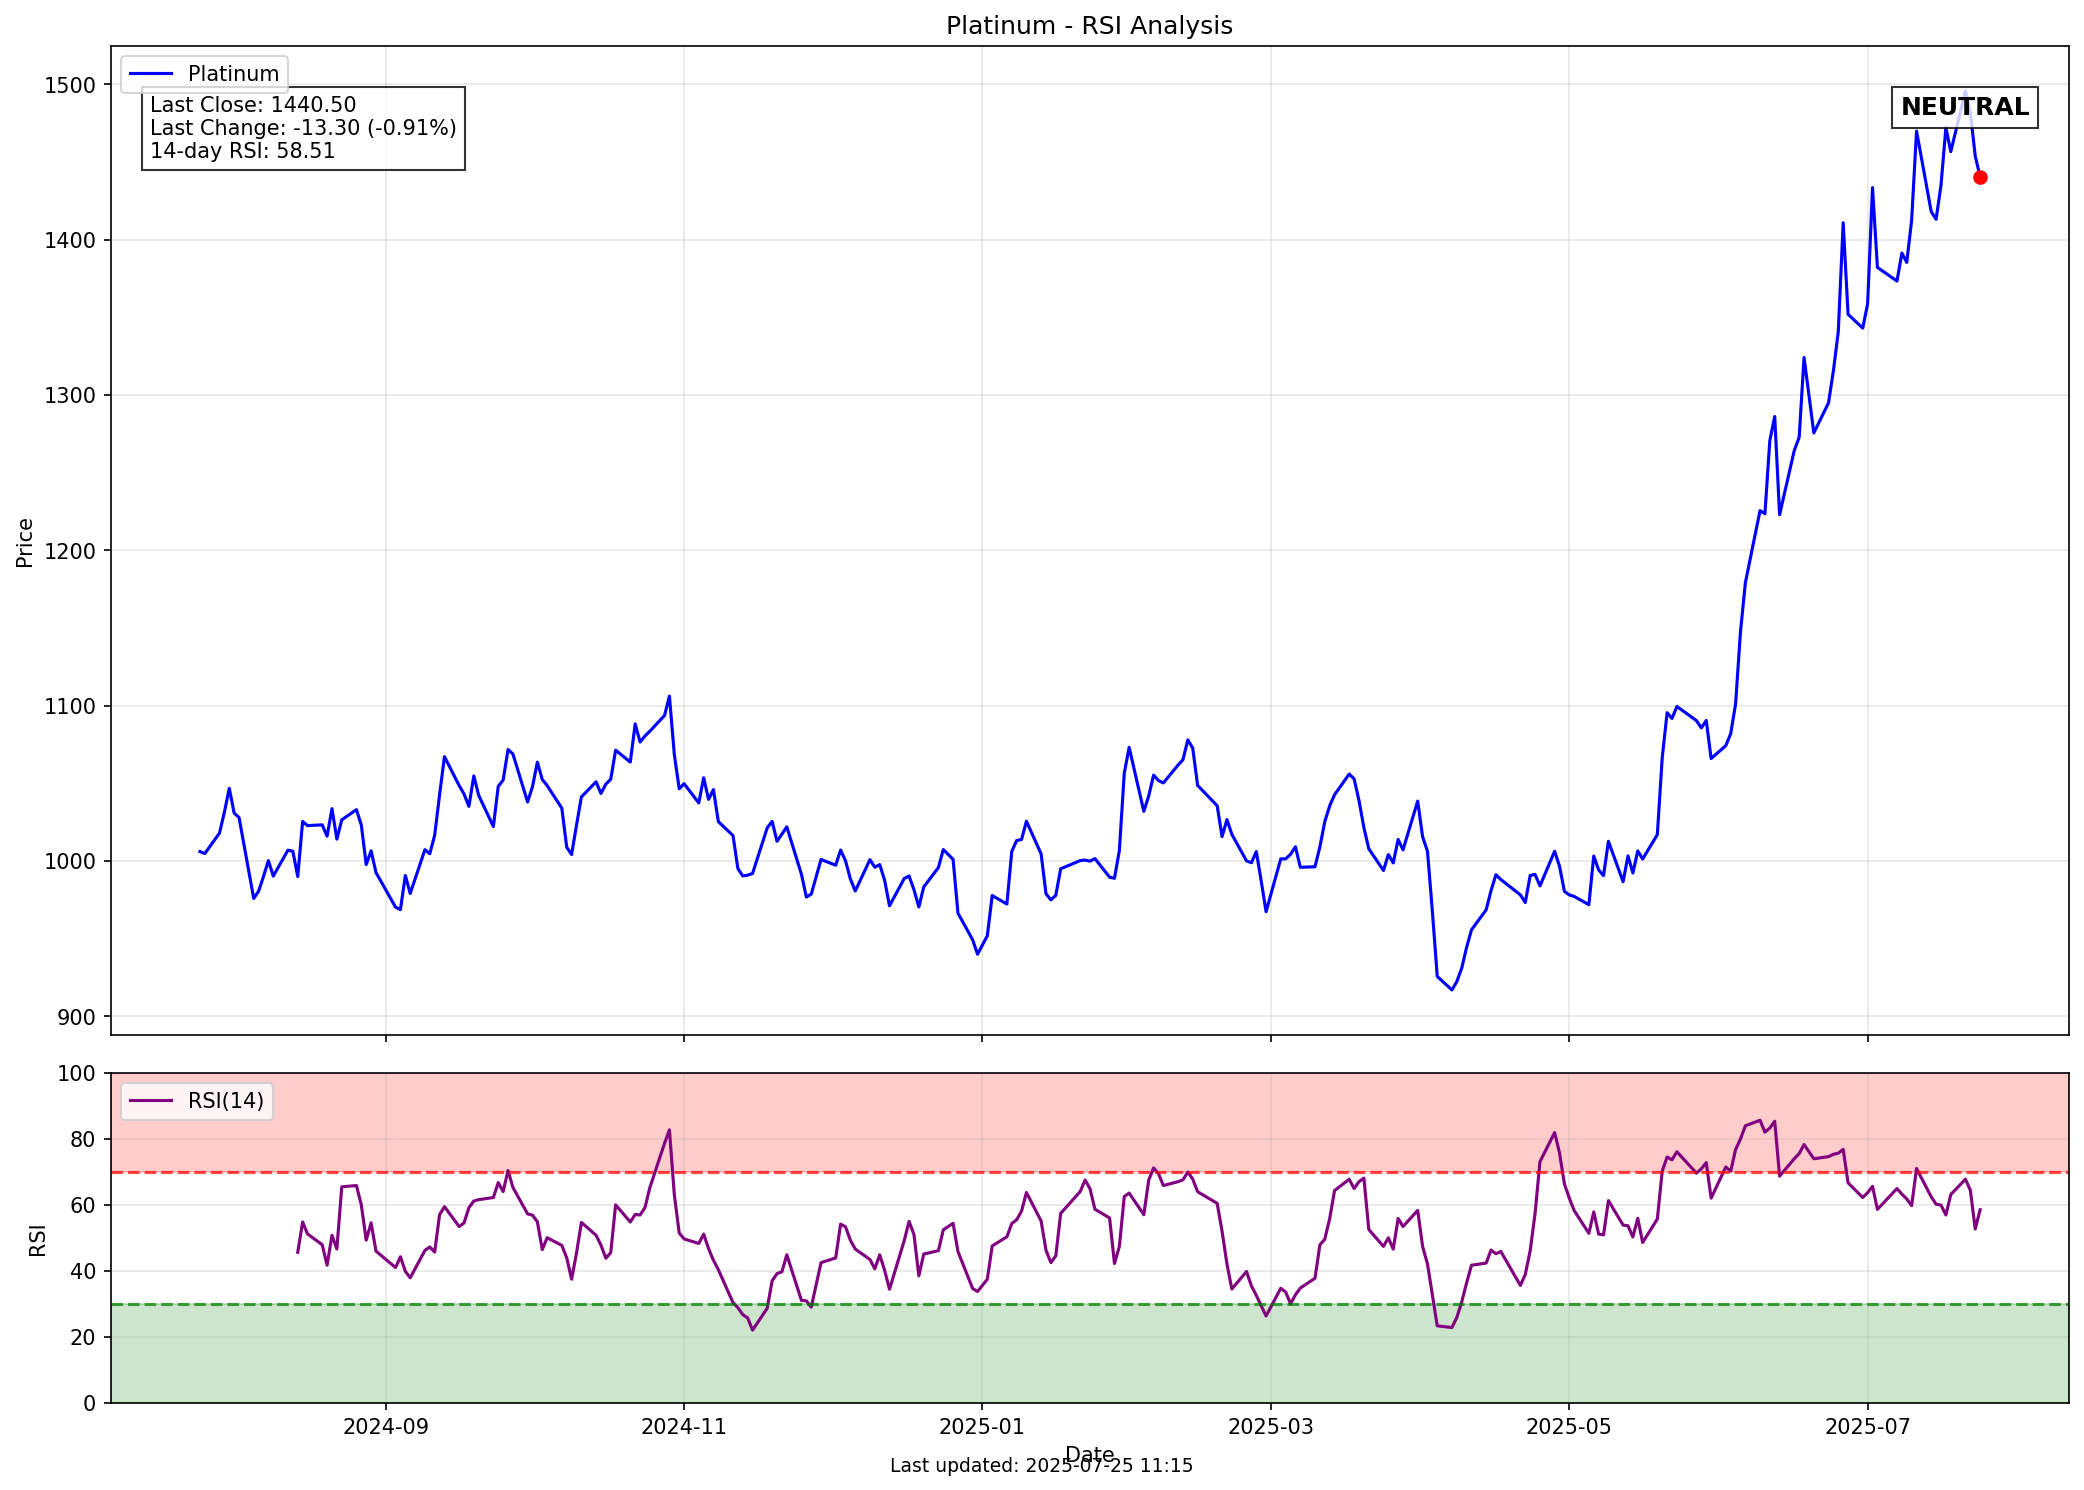 Platinum - RSI Analysis
Platinum
Last Close: 1440.50
Last Change: -13.30 (-0.91%)
14-day RSI: 58.51
NEUTRAL
1500
1400
1300
1200
1100
1000
900
Price
RSI(14)
100
80
60
40
20
0
RSI
2024-09
2024-11
2025-01
2025-03
2025-05
2025-07
Date
Last updated: 2025-07-25 11:15